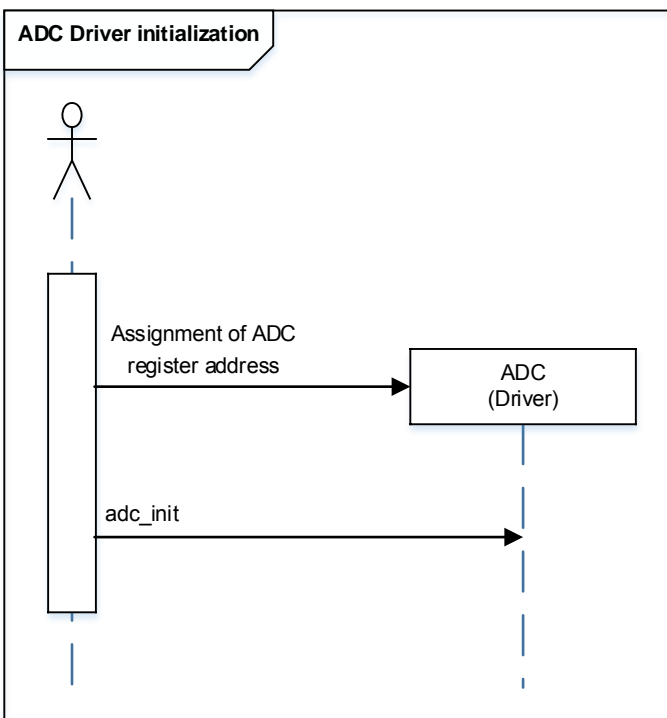 ADC Driver initialization
Assignment of ADC
register address
ADC
(Driver)
adc_init